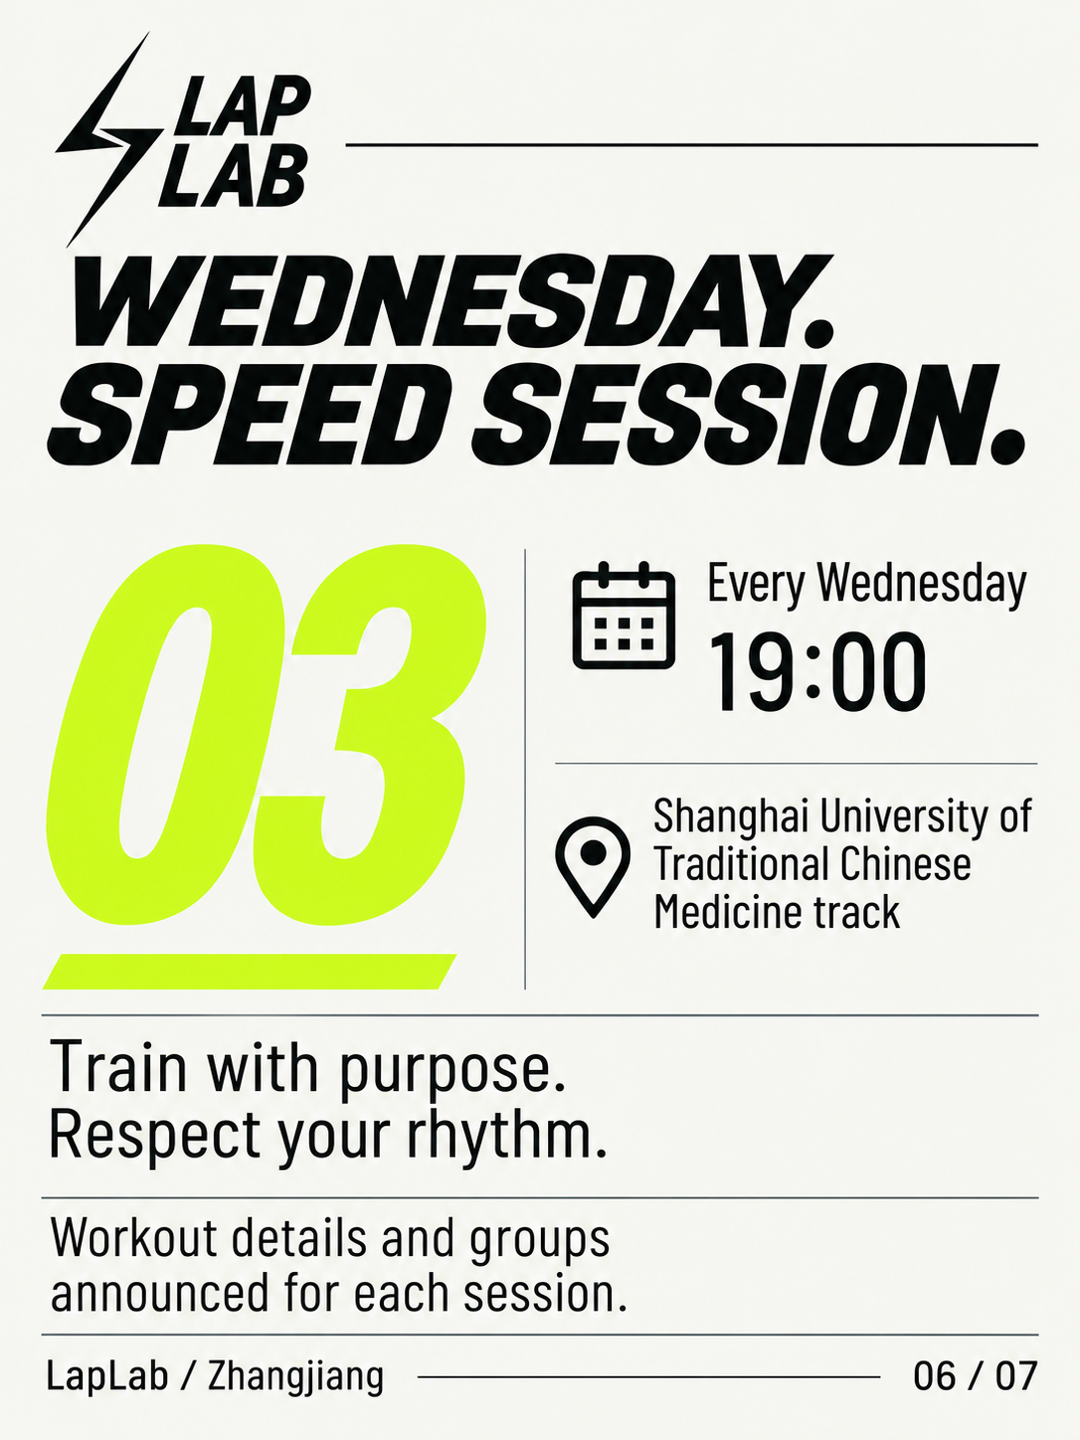 LAP
LAB
WEDNESDAY.
SPEED SESSION.
03
Every Wednesday
19:00
Shanghai University of
Traditional Chinese
Medicine track
Train with purpose.
Respect your rhythm.
Workout details and groups
announced for each session.
LapLab / Zhangjiang
06 / 07